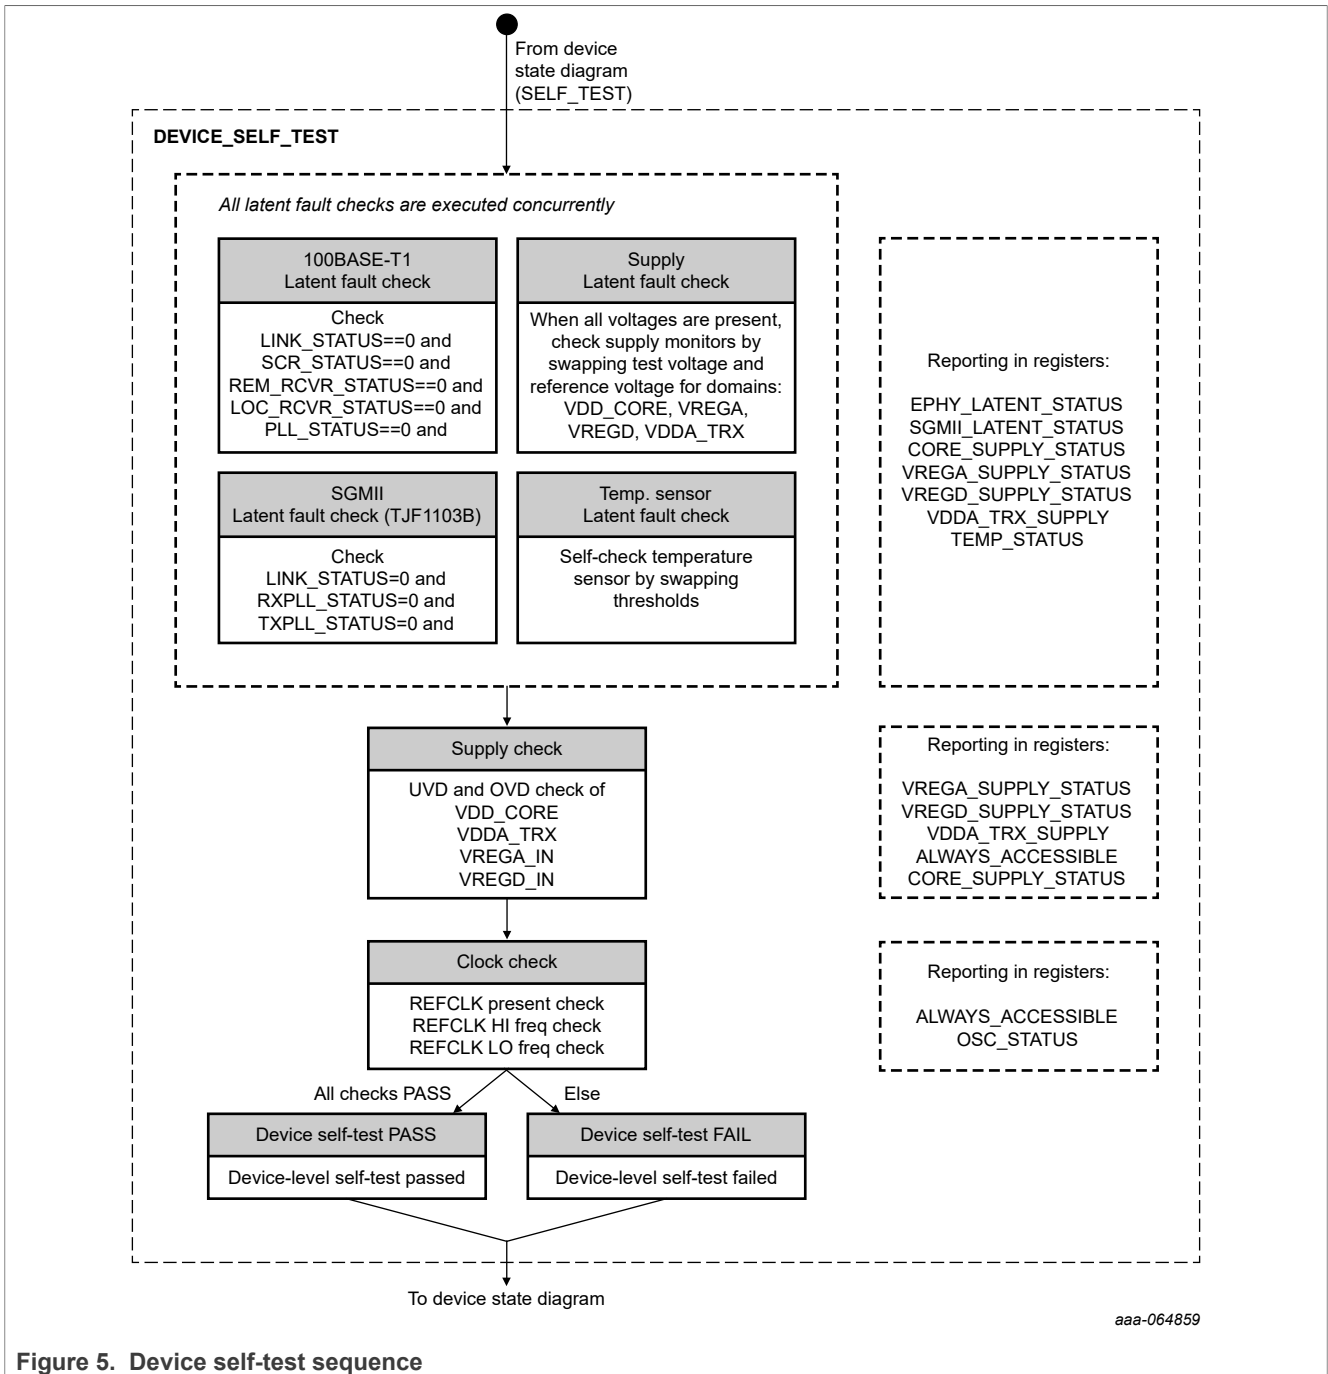 From device
state diagram
(SELF_TEST)
DEVICE_SELF_TEST
All latent fault checks are executed concurrently
100BASE-T1
Latent fault check
Check
LINK_STATUS==0 and
SCR_STATUS==0 and
REM_RCVR_STATUS==0 and
LOC_RCVR_STATUS==0 and
PLL_STATUS==0 and
Supply
Latent fault check
When all voltages are present,
check supply monitors by
swapping test voltage and
reference voltage for domains:
VDD_CORE, VREGA,
VREGD, VDDA_TRX
SGMII
Latent fault check (TJF1103B)
Check
LINK_STATUS=0 and
RXPLL_STATUS=0 and
TXPLL_STATUS=0 and
Temp. sensor
Latent fault check
Self-check temperature
sensor by swapping
thresholds
Reporting in registers:
EPHY_LATENT_STATUS
SGMII_LATENT_STATUS
CORE_SUPPLY_STATUS
VREGA_SUPPLY_STATUS
VREGD_SUPPLY_STATUS
VDDA_TRX_SUPPLY
TEMP_STATUS
Supply check
UVD and OVD check of
VDD_CORE
VDDA_TRX
VREGA_IN
VREGD_IN
Reporting in registers:
VREGA_SUPPLY_STATUS
VREGD_SUPPLY_STATUS
VDDA_TRX_SUPPLY
ALWAYS_ACCESSIBLE
CORE_SUPPLY_STATUS
Clock check
REFCLK present check
REFCLK HI freq check
REFCLK LO freq check
Reporting in registers:
ALWAYS_ACCESSIBLE
OSC_STATUS
All checks PASS
Else
Device self-test PASS
Device-level self-test passed
Device self-test FAIL
Device-level self-test failed
To device state diagram
aaa-064859
Figure 5. Device self-test sequence